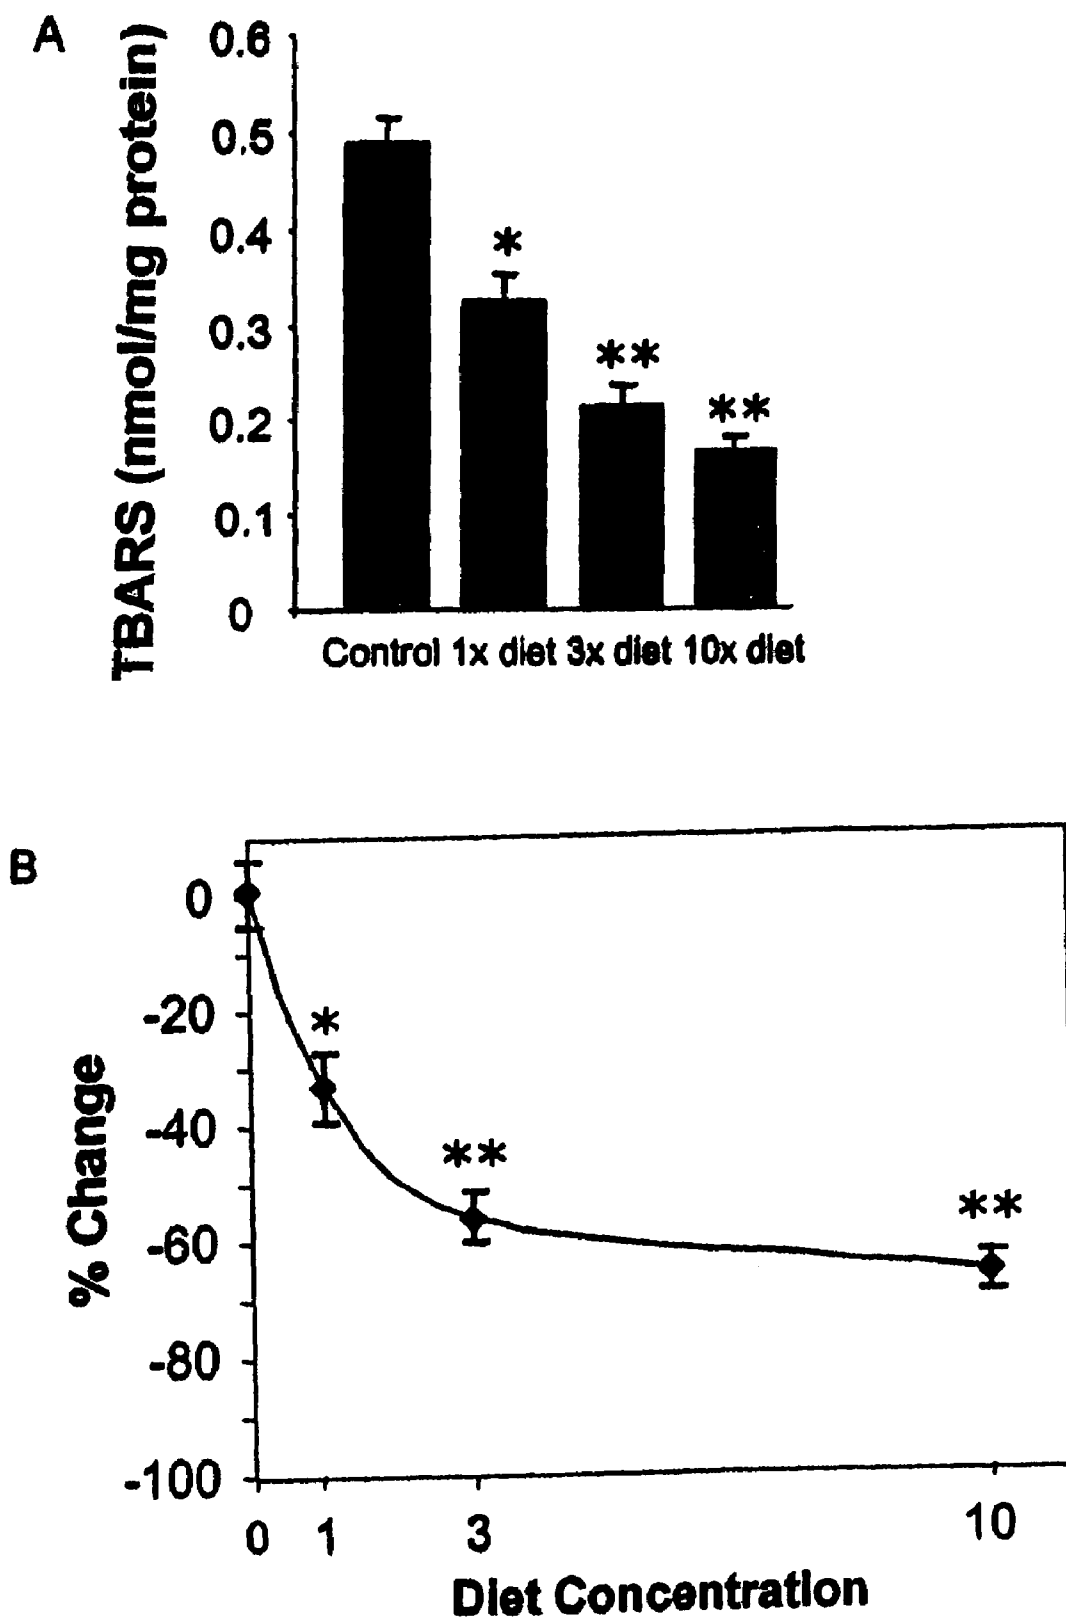 A
TBARS (nmol/mg protein)
0.6
0.5
0.4
0.3
0.2
0.1
0
*
**
**
Control 1x diet 3x diet 10x diet
B
% Change
0
-20
-40
-60
-80
-100
*
**
**
0 1 3 10
Diet Concentration